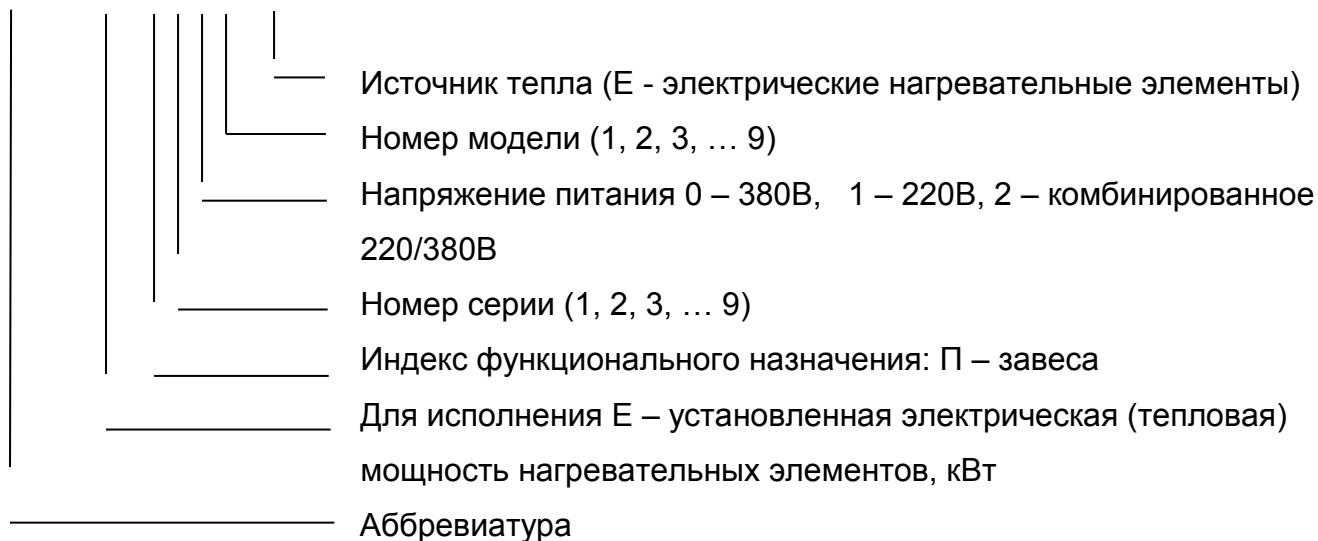 Источник тепла (Е - электрические нагревательные элементы)
Номер модели (1, 2, 3, … 9)
Напряжение питания 0 – 380В, 1 – 220В, 2 – комбинированное
220/380В
Номер серии (1, 2, 3, … 9)
Индекс функционального назначения: П – завеса
Для исполнения Е – установленная электрическая (тепловая)
мощность нагревательных элементов, кВт
Аббревиатура